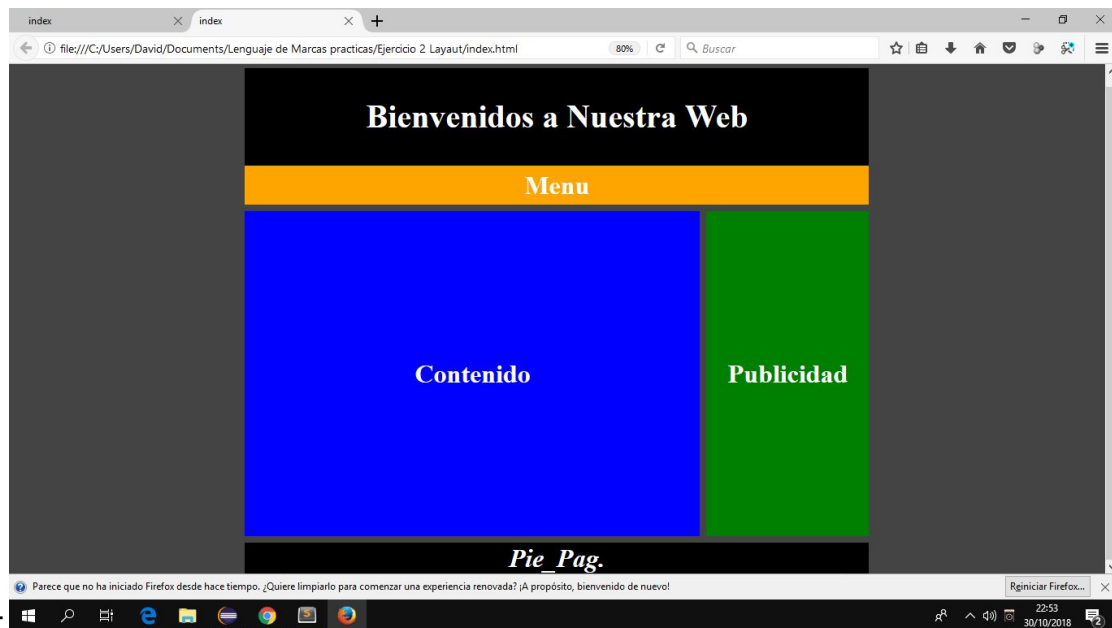 index
index
file:///C:/Users/David/Documents/Lenguaje de Marcas practicas/Ejercicio 2 Layaut/index.html
80%
Buscar
Bienvenidos a Nuestra Web
Menu
Contenido
Publicidad
Pie_Pag.
Parece que no ha iniciado Firefox desde hace tiempo. ¿Quiere limpiarlo para comenzar una experiencia renovada? ¡A propósito, bienvenido de nuevo!
Reiniciar Firefox...
22:53
30/10/2018